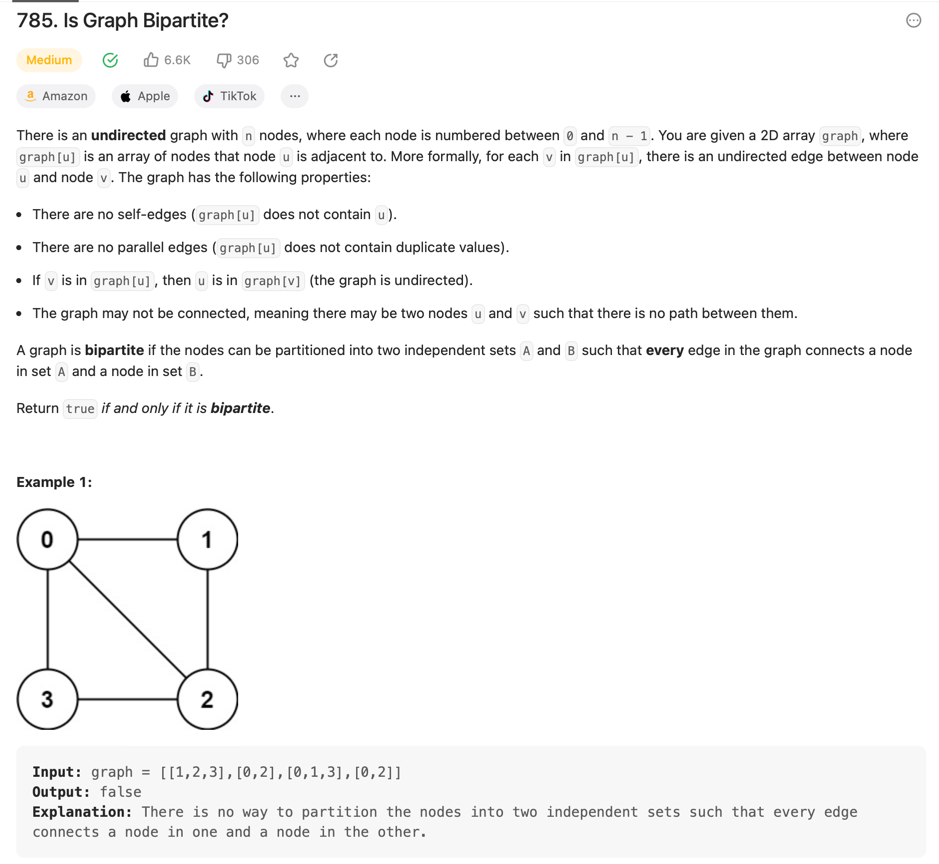 785. Is Graph Bipartite?
Medium 6.6K 306
Amazon Apple TikTok ...
There is an undirected graph with n nodes, where each node is numbered between 0 and n - 1. You are given a 2D array graph, where
graph[u] is an array of nodes that node u is adjacent to. More formally, for each v in graph[u], there is an undirected edge between node
u and node v. The graph has the following properties:
• There are no self-edges (graph[u] does not contain u).
• There are no parallel edges (graph[u] does not contain duplicate values).
• If v is in graph[u], then u is in graph[v] (the graph is undirected).
• The graph may not be connected, meaning there may be two nodes u and v such that there is no path between them.
A graph is bipartite if the nodes can be partitioned into two independent sets A and B such that every edge in the graph connects a node
in set A and a node in set B.
Return true if and only if it is bipartite.
Example 1:
0 1
3 2
Input: graph = [[1,2,3],[0,2],[0,1,3],[0,2]]
Output: false
Explanation: There is no way to partition the nodes into two independent sets such that every edge
connects a node in one and a node in the other.